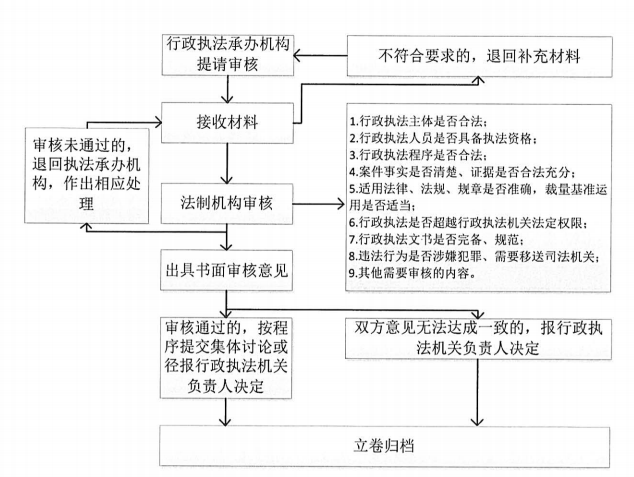 行政执法承办机构
提请审核
不符合要求的，退回补充材料
接收材料
审核未通过的，
退回执法承办机
构，作出相应处
理
法制机构审核
1.行政执法主体是否合法；
2.行政执法人员是否具备执法资格；
3.行政执法程序是否合法；
4.案件事实是否清楚、证据是否合法充分；
5.适用法律、法规、规章是否准确，裁量基准运
用是否适当；
6.行政执法是否超越行政执法机关法定权限；
7.行政执法文书是否完备、规范；
8.违法行为是否涉嫌犯罪、需要移送司法机关；
9.其他需要审核的内容。
出具书面审核意见
审核通过的，按程
序提交集体讨论或
径报行政执法机关
负责人决定
双方意见无法达成一致的，报行政执
法机关负责人决定
立卷归档